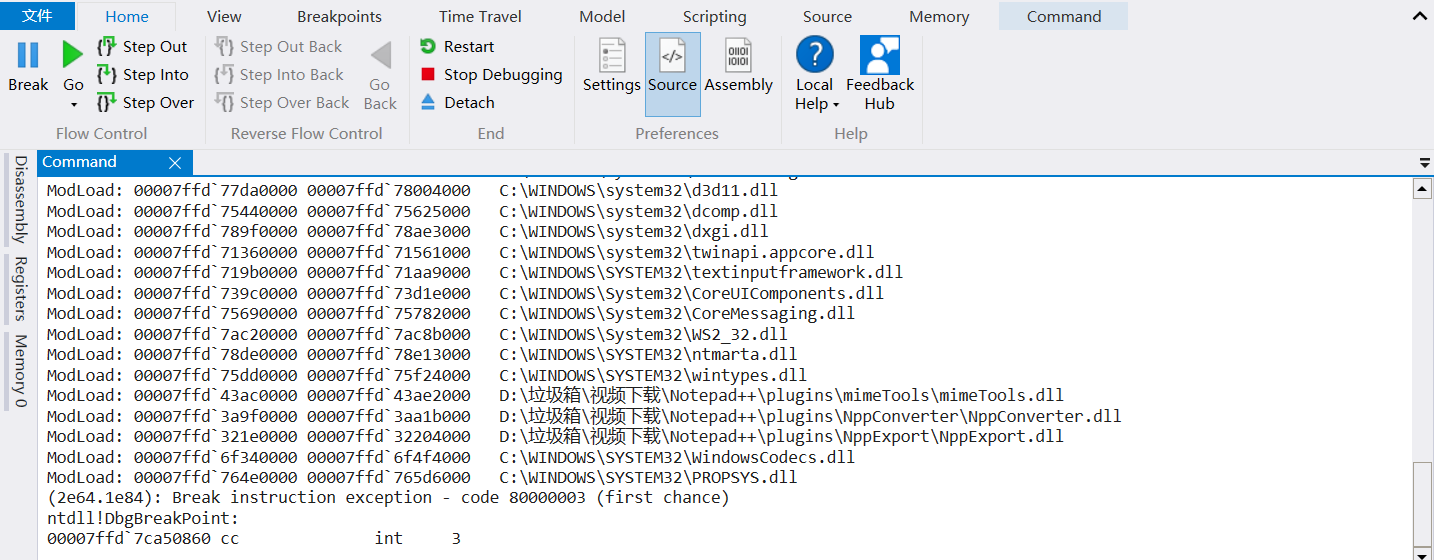 文件 Home View Breakpoints Time Travel Model Scripting Source Memory Command
Break
Go
Step Out
Step Into
Step Over
Flow Control
Step Out Back
Step Into Back
Step Over Back
Go
Back
Reverse Flow Control
Restart
Stop Debugging
Detach
End
Settings
Source
Assembly
Preferences
Local
Help
Feedback
Hub
Help
Disassembly
Registers
Memory 0
Command
ModLoad: 00007ffd`77da0000 00007ffd`78004000   C:\WINDOWS\system32\d3d11.dll
ModLoad: 00007ffd`75440000 00007ffd`75625000   C:\WINDOWS\system32\dcomp.dll
ModLoad: 00007ffd`789f0000 00007ffd`78ae3000   C:\WINDOWS\system32\dxgi.dll
ModLoad: 00007ffd`71360000 00007ffd`71561000   C:\WINDOWS\system32\twinapi.appcore.dll
ModLoad: 00007ffd`719b0000 00007ffd`71aa9000   C:\WINDOWS\SYSTEM32\textinputframework.dll
ModLoad: 00007ffd`739c0000 00007ffd`73d1e000   C:\WINDOWS\System32\CoreUIComponents.dll
ModLoad: 00007ffd`75690000 00007ffd`75782000   C:\WINDOWS\System32\CoreMessaging.dll
ModLoad: 00007ffd`7ac20000 00007ffd`7ac8b000   C:\WINDOWS\System32\WS2_32.dll
ModLoad: 00007ffd`78de0000 00007ffd`78e13000   C:\WINDOWS\SYSTEM32\ntmarta.dll
ModLoad: 00007ffd`75dd0000 00007ffd`75f24000   C:\WINDOWS\SYSTEM32\wintypes.dll
ModLoad: 00007ffd`43ac0000 00007ffd`43ae2000   D:\垃圾箱\视频下载\Notepad++\plugins\mimeTools\mimeTools.dll
ModLoad: 00007ffd`3a9f0000 00007ffd`3aa1b000   D:\垃圾箱\视频下载\Notepad++\plugins\NppConverter\NppConverter.dll
ModLoad: 00007ffd`321e0000 00007ffd`32204000   D:\垃圾箱\视频下载\Notepad++\plugins\NppExport\NppExport.dll
ModLoad: 00007ffd`6f340000 00007ffd`6f4f4000   C:\WINDOWS\SYSTEM32\WindowsCodecs.dll
ModLoad: 00007ffd`764e0000 00007ffd`765d6000   C:\WINDOWS\SYSTEM32\PROPSYS.dll
(2e64.1e84): Break instruction exception - code 80000003 (first chance)
ntdll!DbgBreakPoint:
00007ffd`7ca50860 cc              int     3